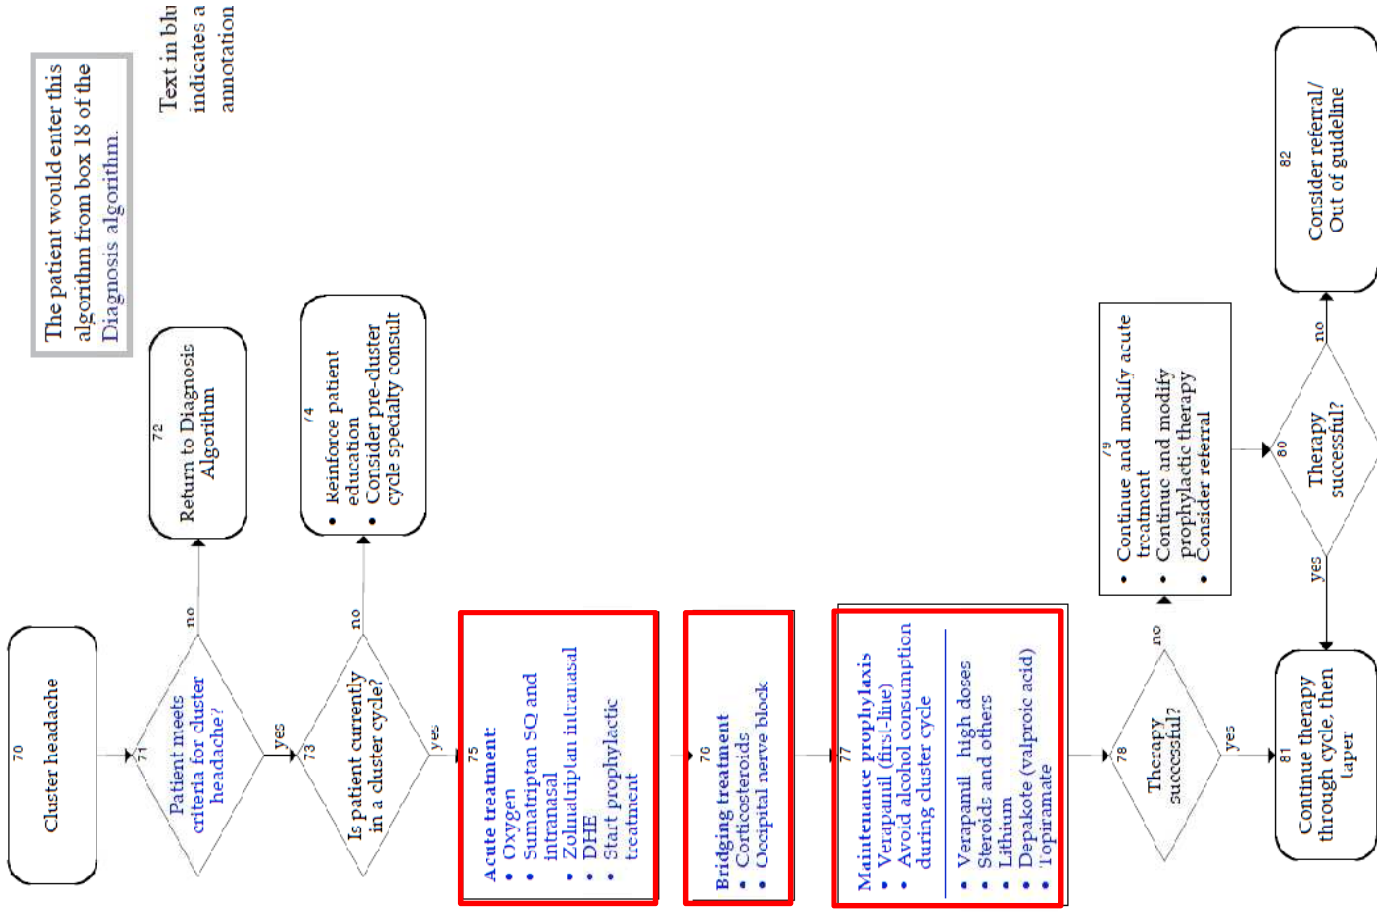 The patient would enter this
algorithm from box 18 of the
Diagnosis algorithm.
Text in blu
indicates a
annotation
70
Cluster headache
71
Patient meets
criteria for cluster
headache?
no
yes
72
Return to Diagnosis
Algorithm
73
Is patient currently
in a cluster cycle?
no
yes
74
• Reinforce patient
education
• Consider pre-cluster
cycle specialty consult
75
Acute treatment
• Oxygen
• Sumatriptan SQ and
intranasal
• Zolmatriptan intranasal
• DHE
• Start prophylactic
treatment
76
Bridging treatment
• Corticosteroids
• Occipital nerve block
77
Maintenance prophylaxis
• Verapamil (first-line)
• Avoid alcohol consumption
during cluster cycle
• Verapamil high doses
• Steroids and others
• Lithium
• Depakote (valproic acid)
• Topiramate
78
Therapy
successful?
no
yes
79
• Continue and modify acute
treatment
• Continue and modify
prophylactic therapy
• Consider referral
80
Therapy
successful?
yes
no
81
Continue therapy
through cycle, then
taper
82
Consider referral/
Out of guideline